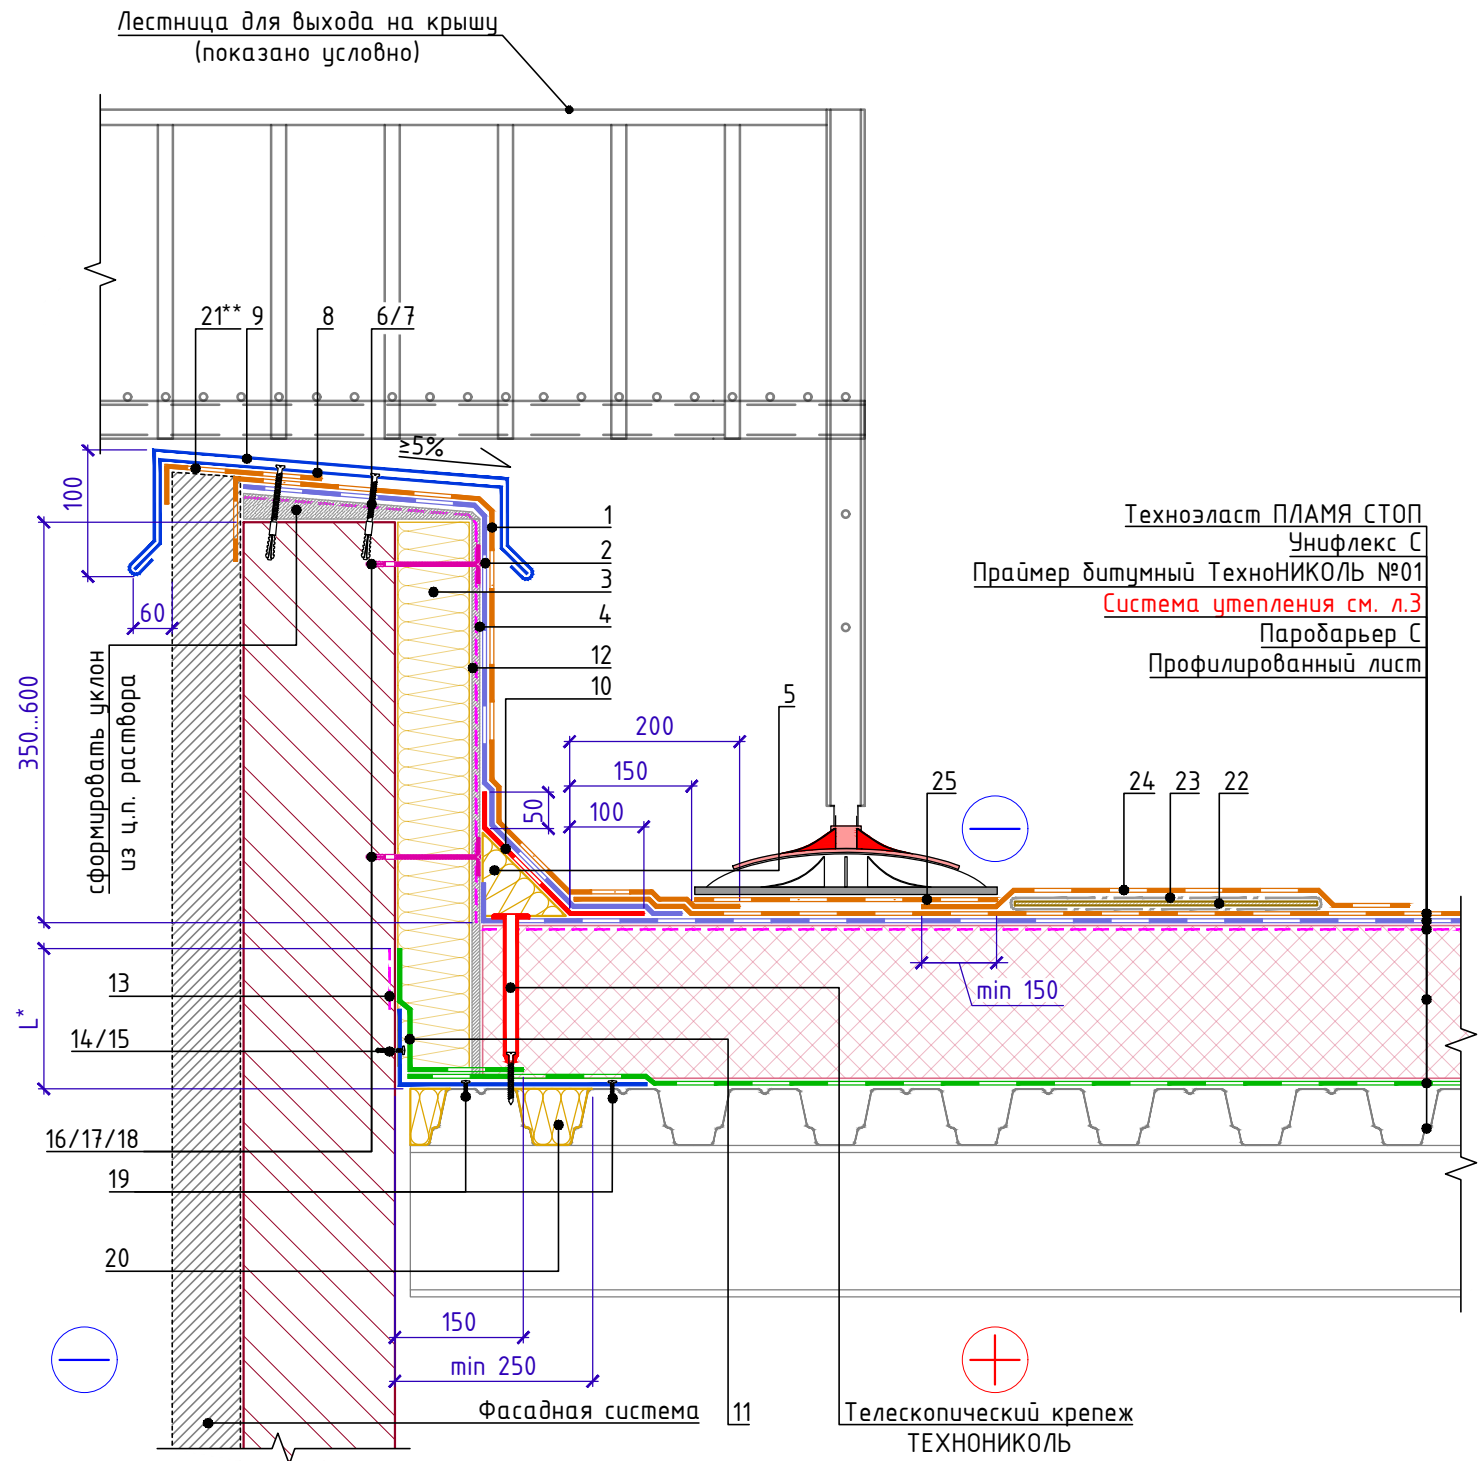 Лестница для выхода на крышу
(показано условно)
21** 9
8
6/7
≥5%
100
60
350...600
сформировать уклон
из ц.п. раствора
1
2
3
4
12
10
5
200
150
100
50
25
24
23
22
Техноэласт ПЛАМЯ СТОП
Унифлекс С
Праймер битумный ТехноНИКОЛЬ №01
Система утепления см. л.3
Паробарьер С
Профилированный лист
min 150
L*
13
14/15
16/17/18
19
20
150
min 250
Фасадная система
11
Телескопический крепеж
ТЕХНОНИКОЛЬ